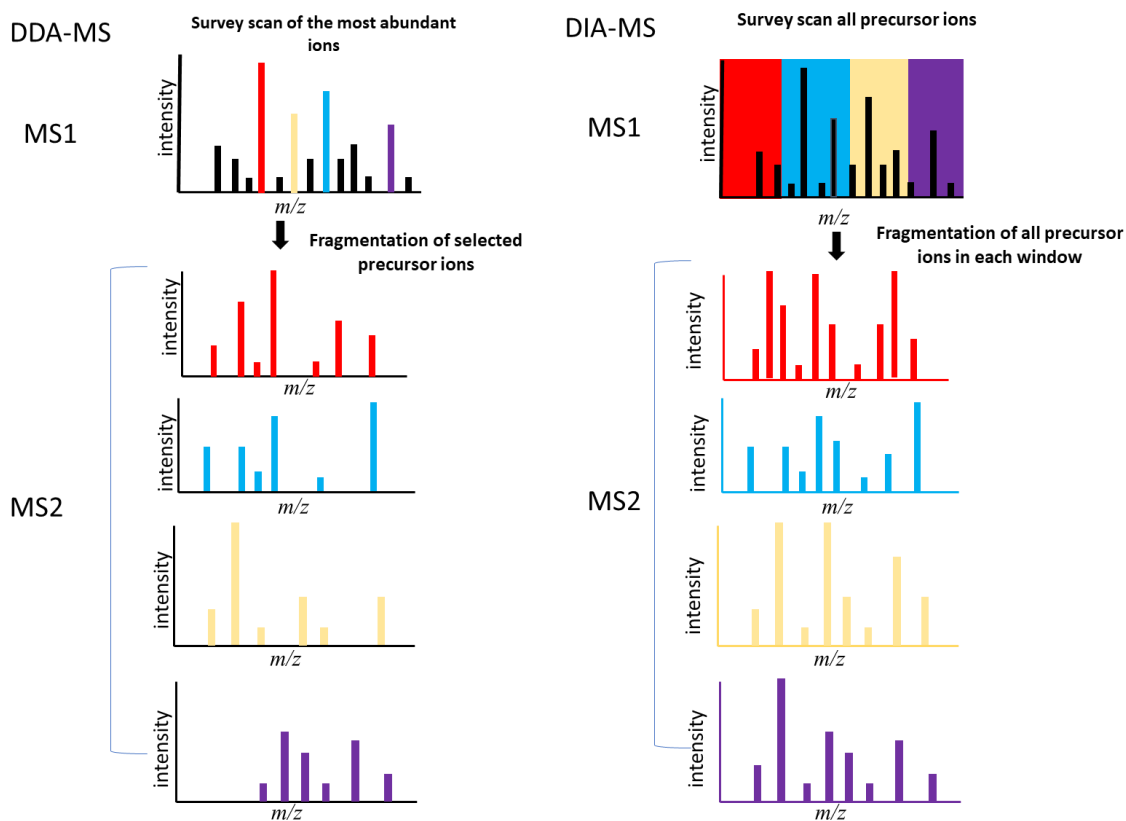 DDA-MS
Survey scan of the most abundant
ions
MS1
intensity
m/z
Fragmentation of selected
precursor ions
MS2
intensity
m/z
intensity
m/z
intensity
m/z
intensity
m/z
DIA-MS
Survey scan all precursor ions
MS1
intensity
m/z
Fragmentation of all precursor
ions in each window
MS2
intensity
m/z
intensity
m/z
intensity
m/z
intensity
m/z